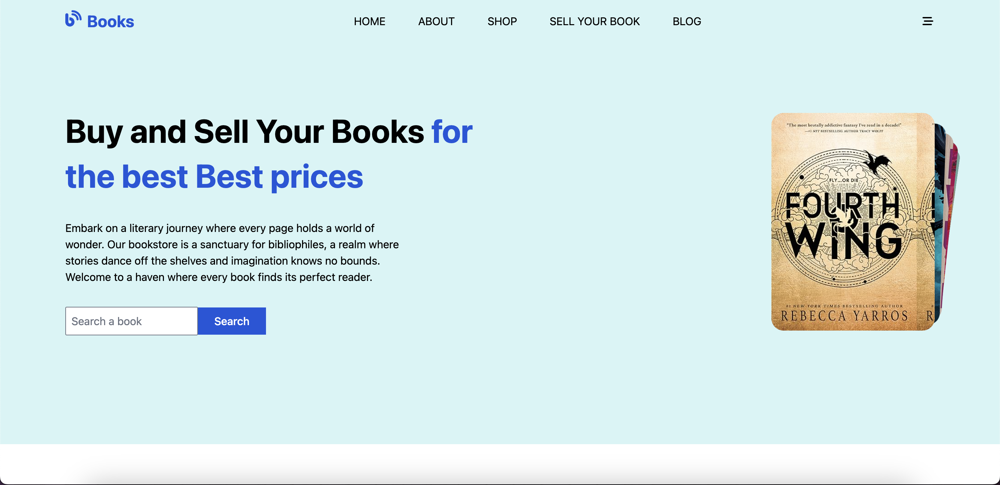 Books
HOME ABOUT SHOP SELL YOUR BOOK BLOG
Buy and Sell Your Books for
the best Best prices
Embark on a literary journey where every page holds a world of
wonder. Our bookstore is a sanctuary for bibliophiles, a realm where
stories dance off the shelves and imagination knows no bounds.
Welcome to a haven where every book finds its perfect reader.
Search a book
Search
"The most brutally addictive fantasy I've read in a decade!"
—#1 NYT BESTSELLING AUTHOR TRACY WOLFF
FLY...OR DIE
FOURTH
WING
#1 NEW YORK TIMES BESTSELLING AUTHOR
REBECCA YARROS